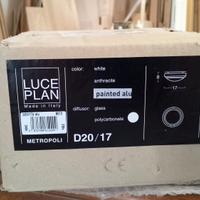 LUCE
PLAN
Made in Italy
METROPOLI
color:
white
anthracite
painted alu
diffusor:
glass
polycarbonate
D20/17
17